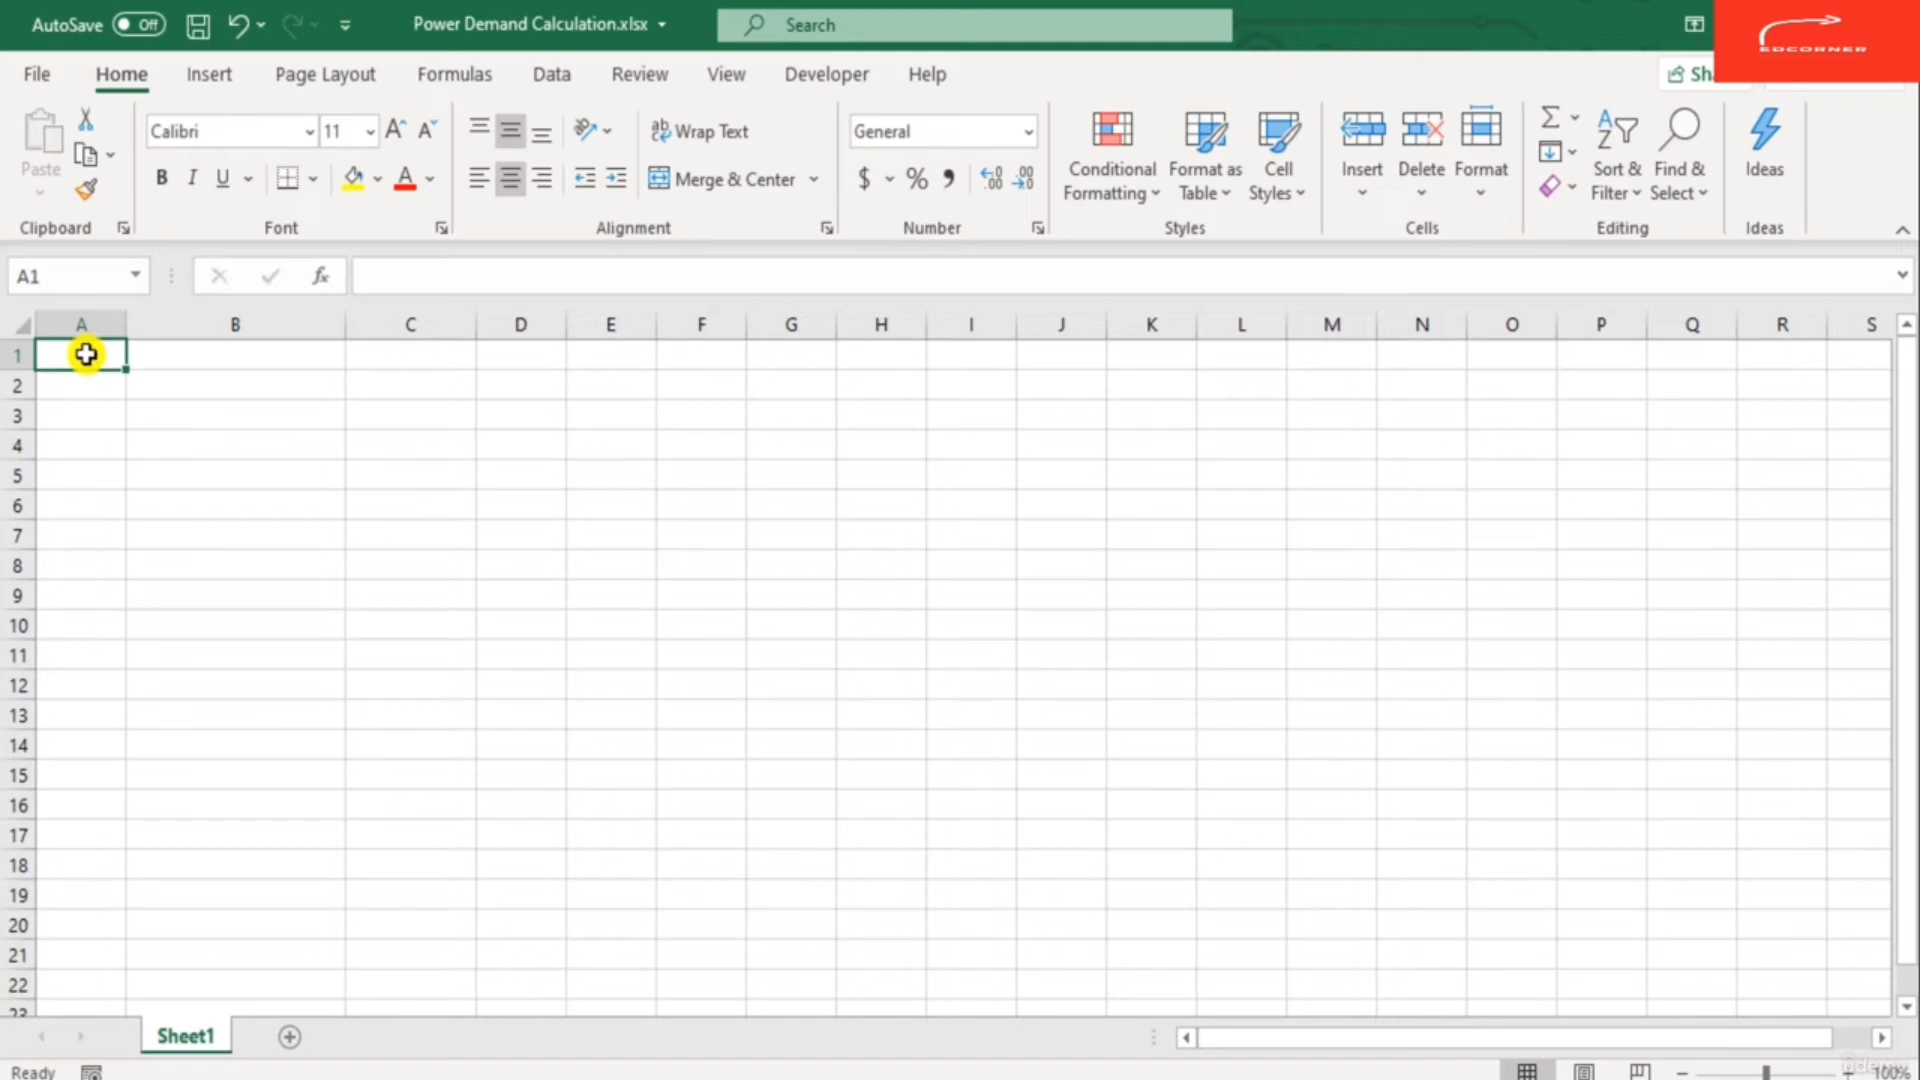 AutoSave Off Power Demand Calculation.xlsx Search
EDCORNER
File Home Insert Page Layout Formulas Data Review View Developer Help
Paste
Calibri 11 A A
ab Wrap Text
General
B I U A
Merge & Center
$ % 9
Conditional Formatting
Format as Table
Cell Styles
Insert Delete Format
Sort & Filter
Find & Select
Ideas
Clipboard Font Alignment Number Styles Cells Editing Ideas
A1 fx
A B C D E F G H I J K L M N O P Q R S
1
2
3
4
5
6
7
8
9
10
11
12
13
14
15
16
17
18
19
20
21
22
23
Sheet1
Ready 100%